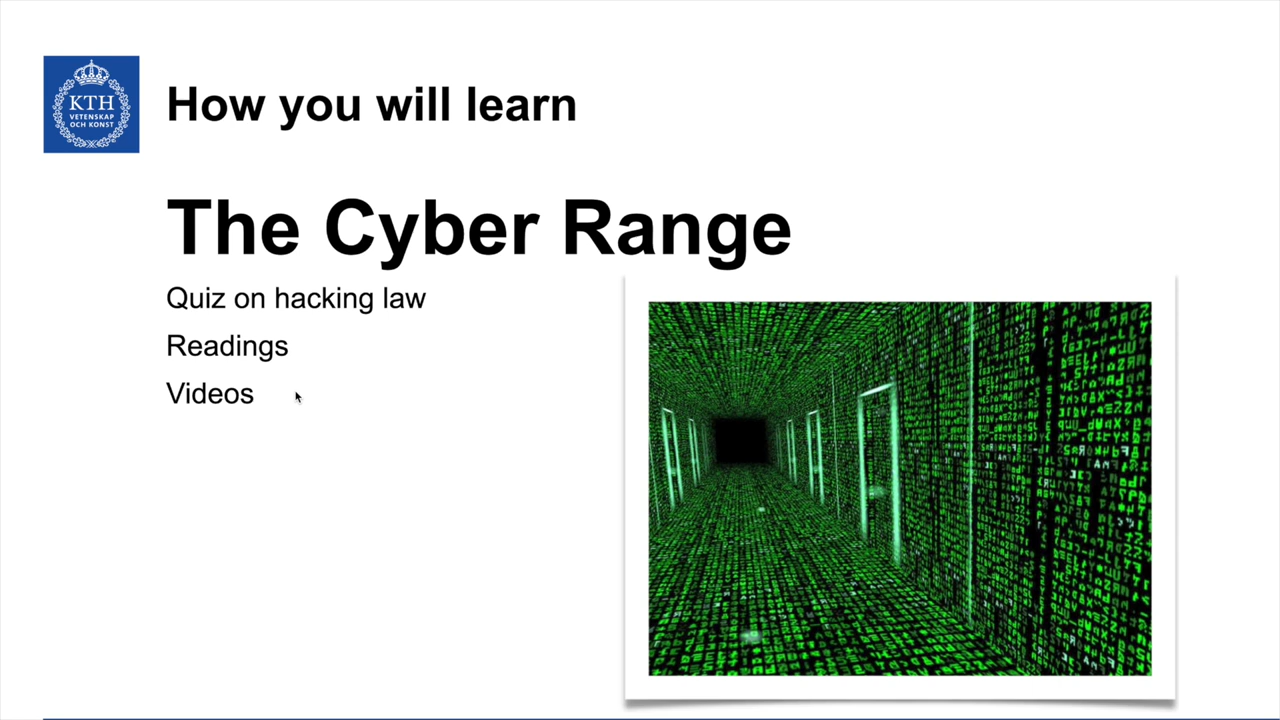 KTH
VETENSKAP
OCH KONST
How you will learn
The Cyber Range
Quiz on hacking law
Readings
Videos